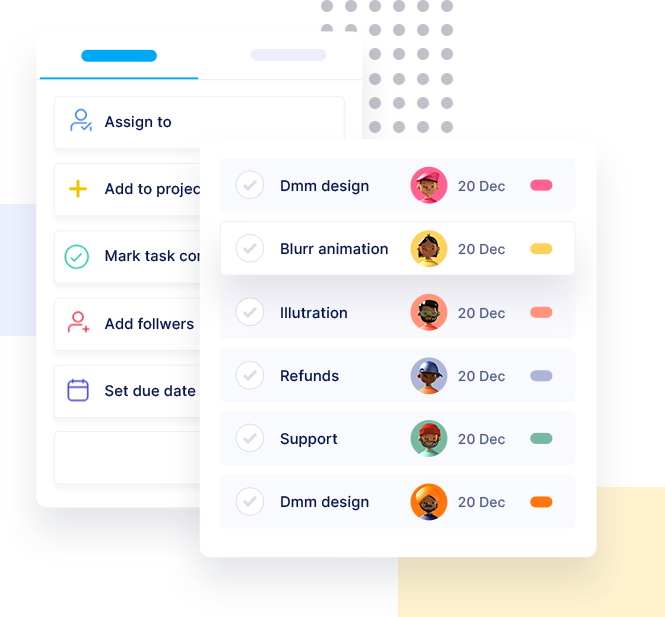 Assign to
Add to projec
Mark task cor
Add follwers
Set due date
Dmm design 20 Dec
Blurr animation 20 Dec
Illutration 20 Dec
Refunds 20 Dec
Support 20 Dec
Dmm design 20 Dec